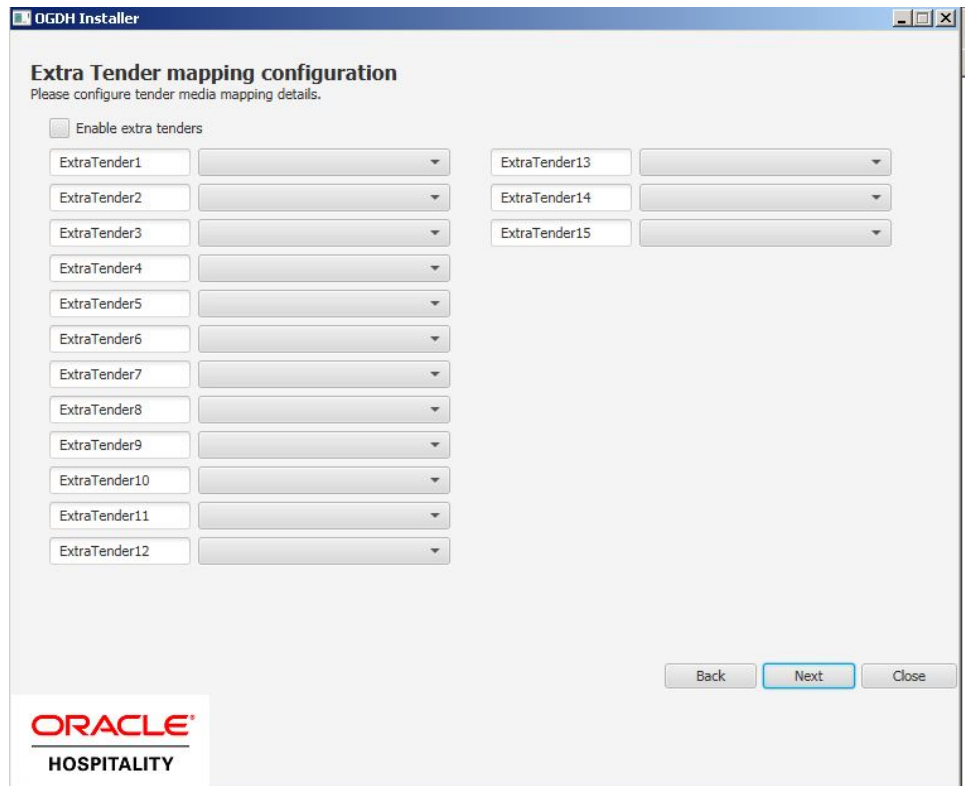 OGDH Installer
Extra Tender mapping configuration
Please configure tender media mapping details.
Enable extra tenders
ExtraTender1
ExtraTender2
ExtraTender3
ExtraTender4
ExtraTender5
ExtraTender6
ExtraTender7
ExtraTender8
ExtraTender9
ExtraTender10
ExtraTender11
ExtraTender12
ExtraTender13
ExtraTender14
ExtraTender15
Back Next Close
ORACLE
HOSPITALITY